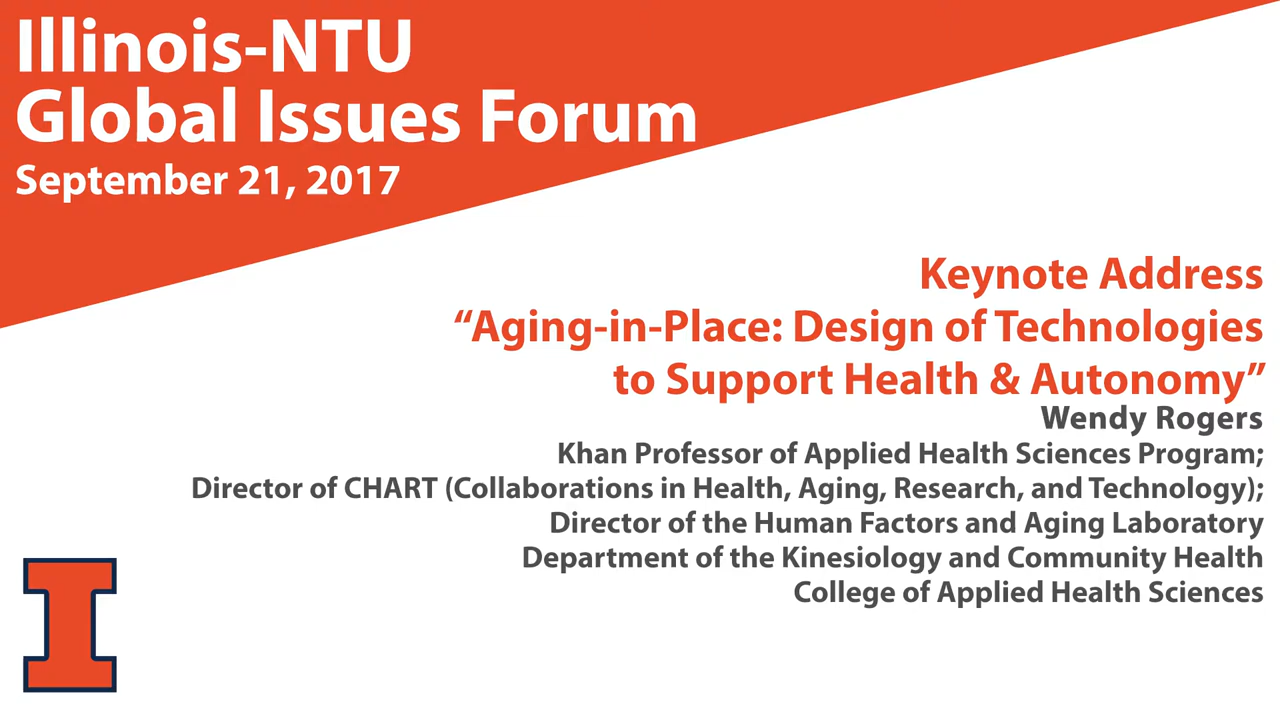 Illinois-NTU
Global Issues Forum
September 21, 2017
Keynote Address
“Aging-in-Place: Design of Technologies
to Support Health & Autonomy”
Wendy Rogers
Khan Professor of Applied Health Sciences Program;
Director of CHART (Collaborations in Health, Aging, Research, and Technology);
Director of the Human Factors and Aging Laboratory
Department of the Kinesiology and Community Health
College of Applied Health Sciences